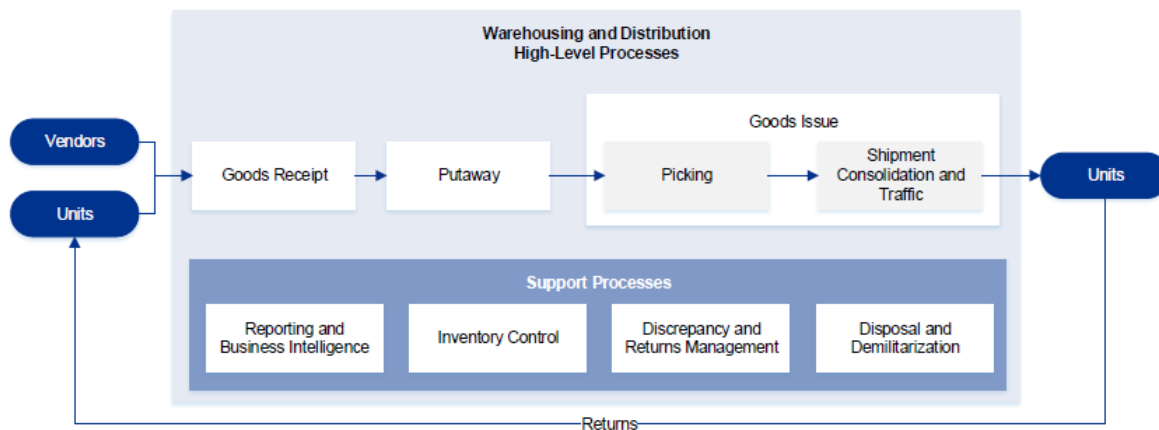 Warehousing and Distribution
High-Level Processes
Vendors
Units
Goods Receipt
Putaway
Goods Issue
Picking
Shipment
Consolidation and
Traffic
Units
Support Processes
Reporting and
Business Intelligence
Inventory Control
Discrepancy and
Returns Management
Disposal and
Demilitarization
Returns